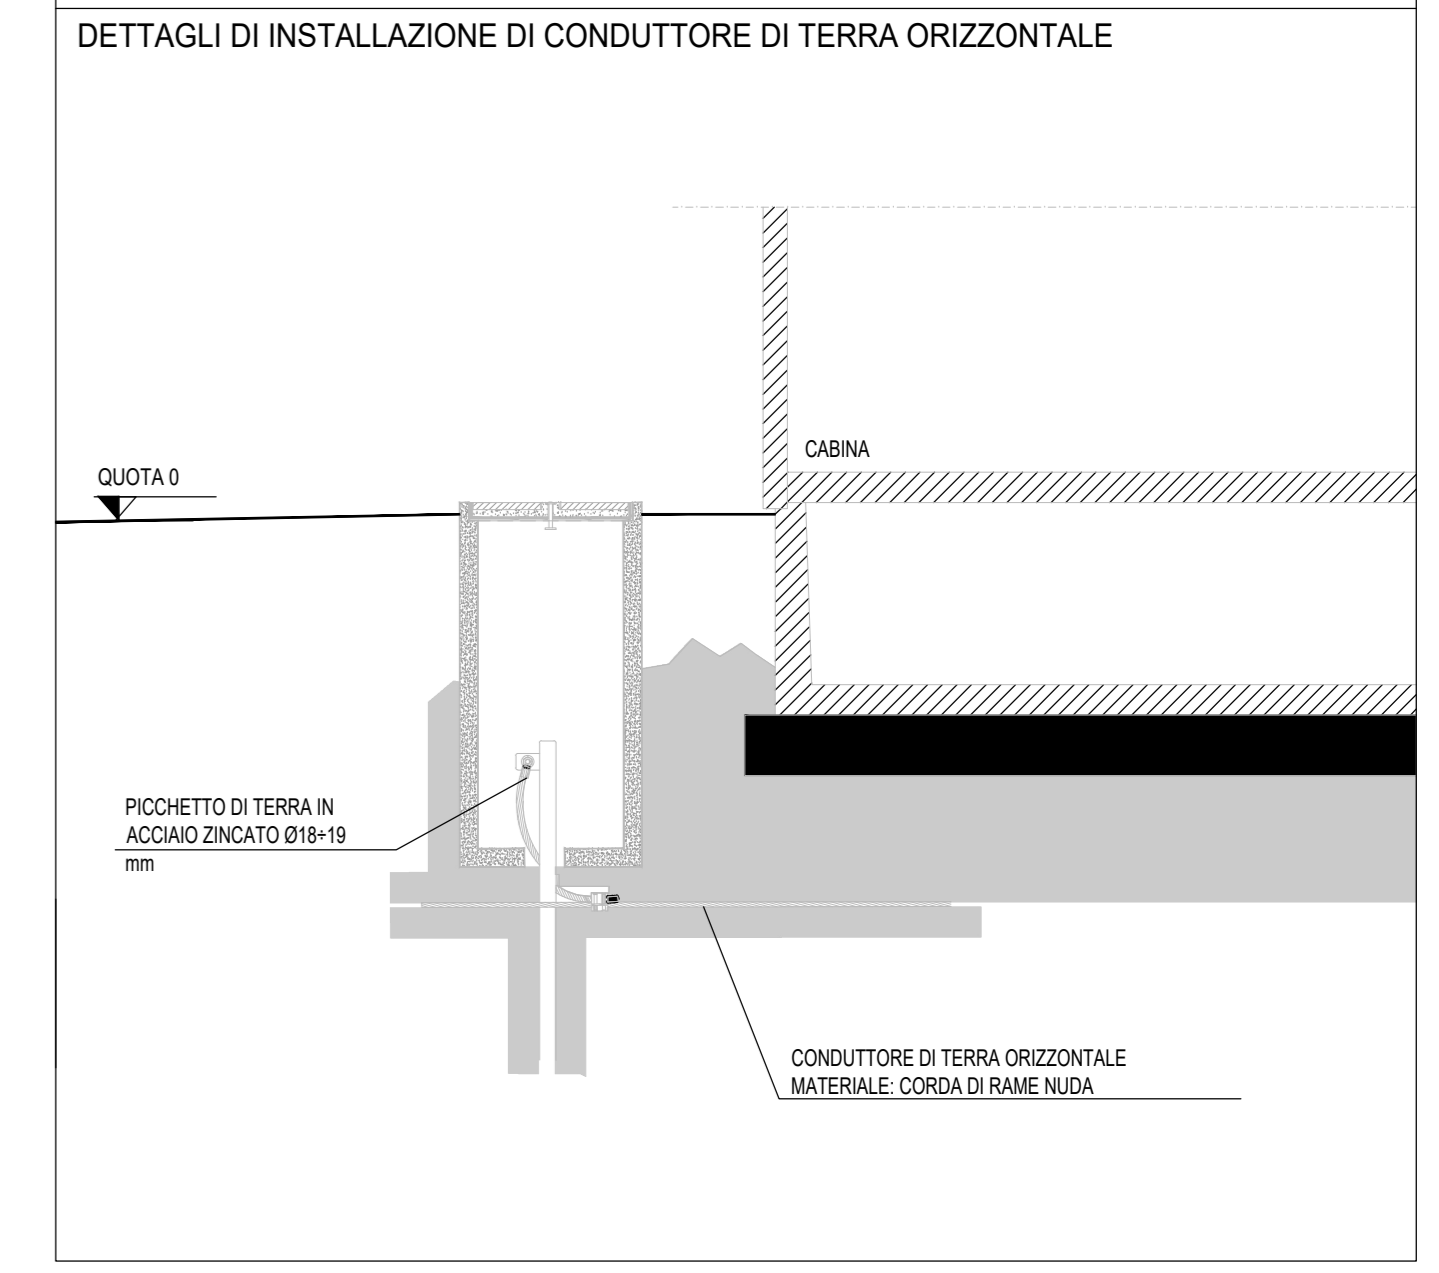 DETTAGLI DI INSTALLAZIONE DI CONDUTTORE DI TERRA ORIZZONTALE
CABINA
QUOTA 0
PICCHETTO DI TERRA IN
ACCIAIO ZINCATO Ø18÷19
mm
CONDUTTORE DI TERRA ORIZZONTALE
MATERIALE: CORDA DI RAME NUDA